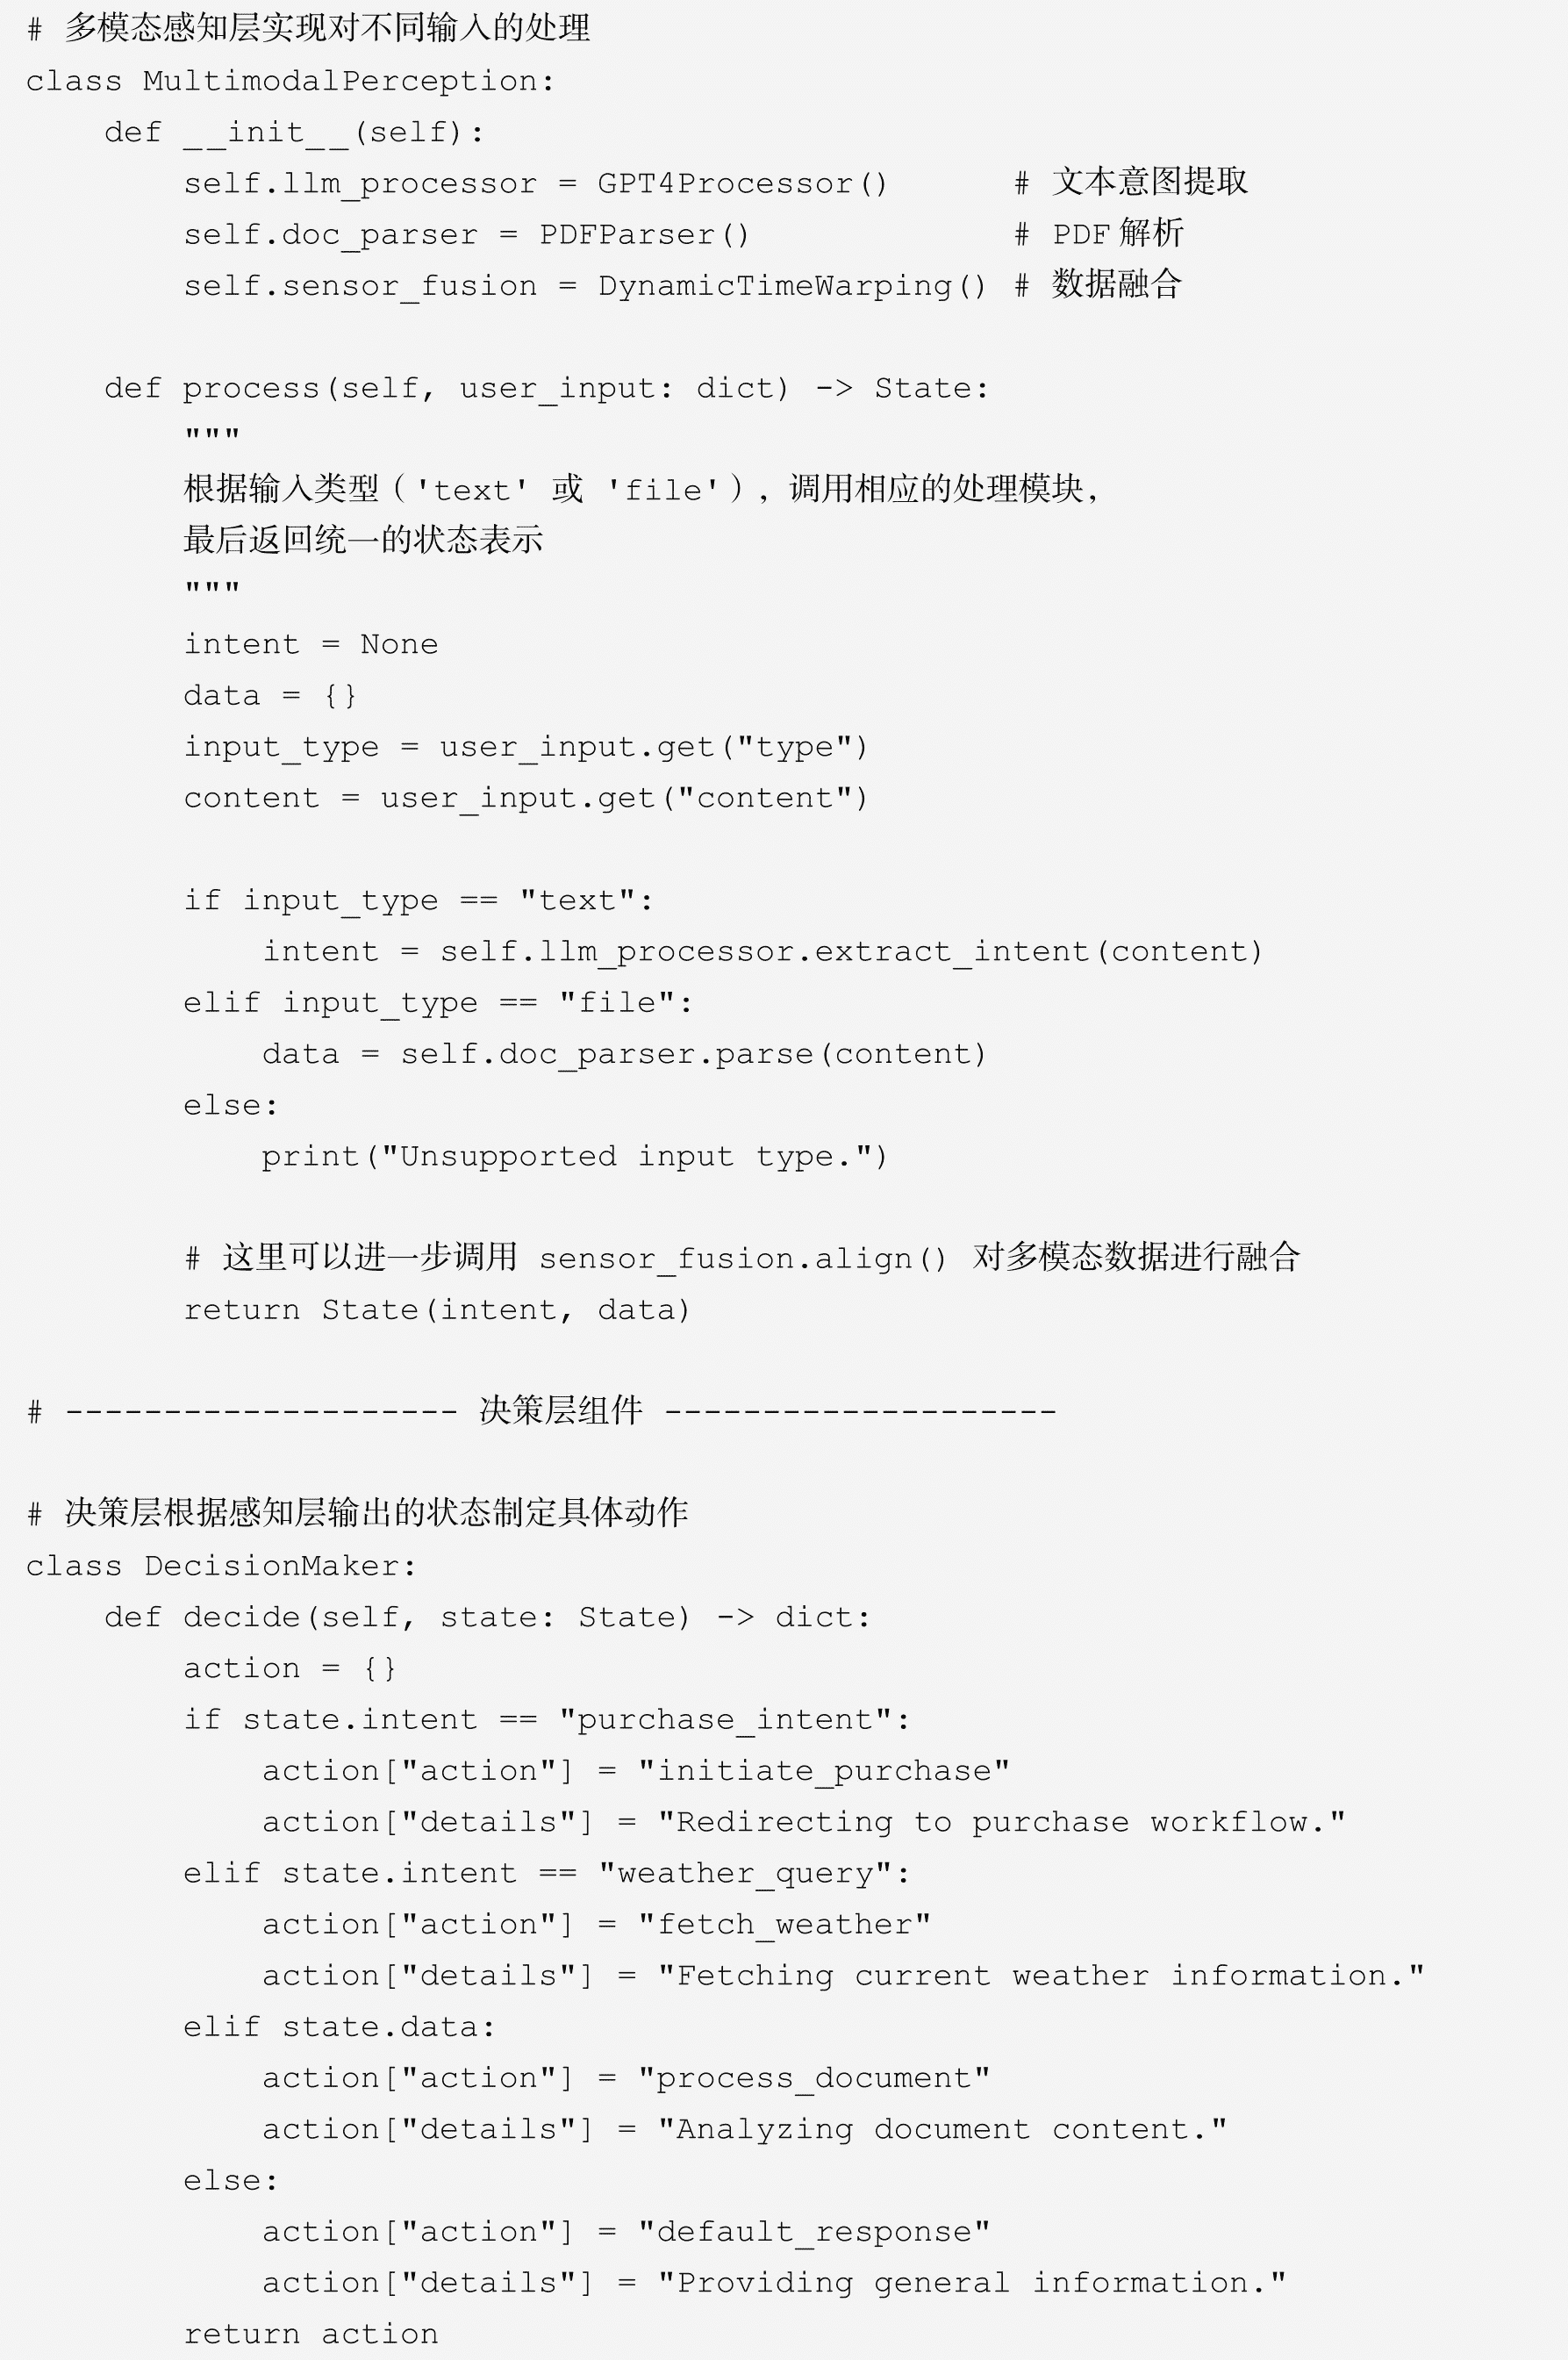 # 多模态感知层实现对不同输入的处理
class MultimodalPerception:
    def __init__(self):
        self.llm_processor = GPT4Processor()      # 文本意图提取
        self.doc_parser = PDFParser()             # PDF 解析
        self.sensor_fusion = DynamicTimeWarping() # 数据融合

    def process(self, user_input: dict) -> State:
        """
        根据输入类型（'text' 或 'file'），调用相应的处理模块，
        最后返回统一的状态表示
        """
        intent = None
        data = {}
        input_type = user_input.get("type")
        content = user_input.get("content")

        if input_type == "text":
            intent = self.llm_processor.extract_intent(content)
        elif input_type == "file":
            data = self.doc_parser.parse(content)
        else:
            print("Unsupported input type.")

        # 这里可以进一步调用 sensor_fusion.align() 对多模态数据进行融合
        return State(intent, data)

# -------------------- 决策层组件 --------------------

# 决策层根据感知层输出的状态制定具体动作
class DecisionMaker:
    def decide(self, state: State) -> dict:
        action = {}
        if state.intent == "purchase_intent":
            action["action"] = "initiate_purchase"
            action["details"] = "Redirecting to purchase workflow."
        elif state.intent == "weather_query":
            action["action"] = "fetch_weather"
            action["details"] = "Fetching current weather information."
        elif state.data:
            action["action"] = "process_document"
            action["details"] = "Analyzing document content."
        else:
            action["action"] = "default_response"
            action["details"] = "Providing general information."
        return action